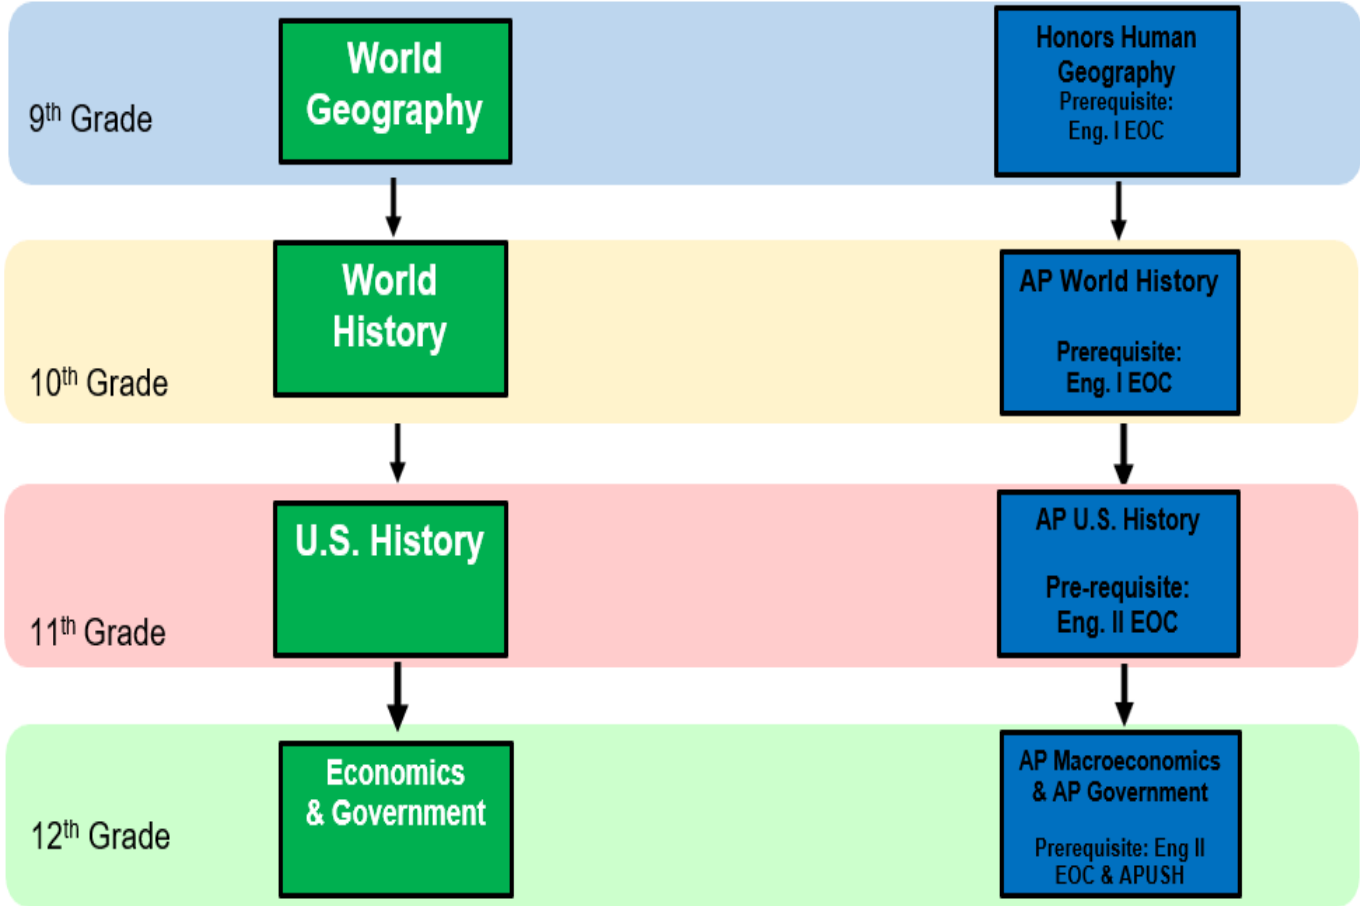 World
Geography
Honors Human
Geography
Prerequisite:
Eng. I EOC
9th Grade
World
History
AP World History
Prerequisite:
Eng. I EOC
10th Grade
U.S. History
AP U.S. History
Pre-requisite:
Eng. II EOC
11th Grade
Economics
& Government
AP Macroeconomics
& AP Government
Prerequisite: Eng II
EOC & APUSH
12th Grade